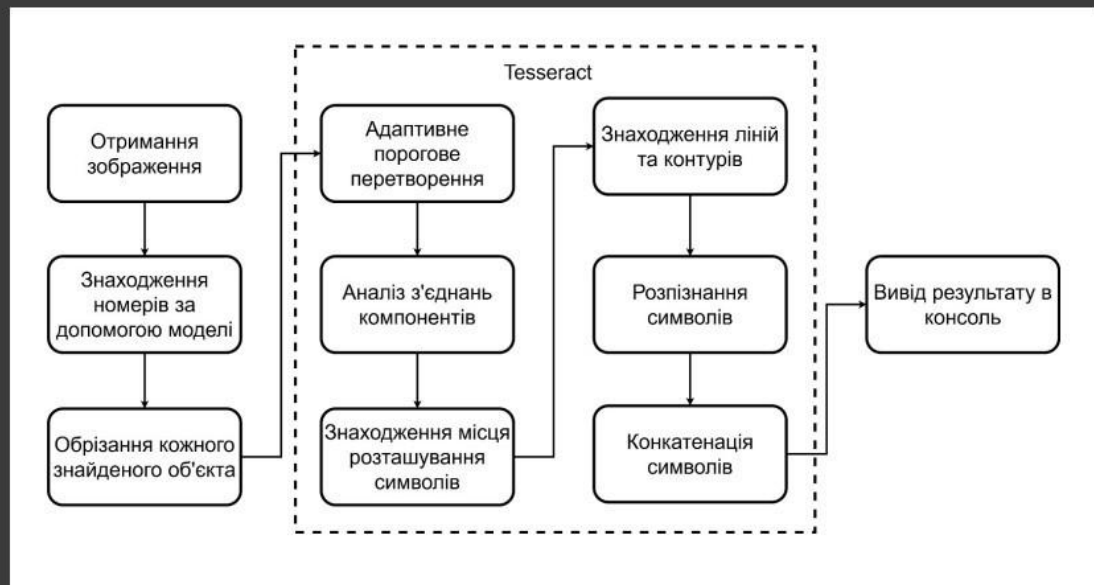 Tesseract
Отримання
зображення
Знаходження
номерів за
допомогою моделі
Обрізання кожного
знайденого об'єкта
Адаптивне
порогове
перетворення
Аналіз з'єднань
компонентів
Знаходження місця
розташування
символів
Знаходження ліній
та контурів
Розпізнання
символів
Конкатенація
символів
Вивід результату в
консоль